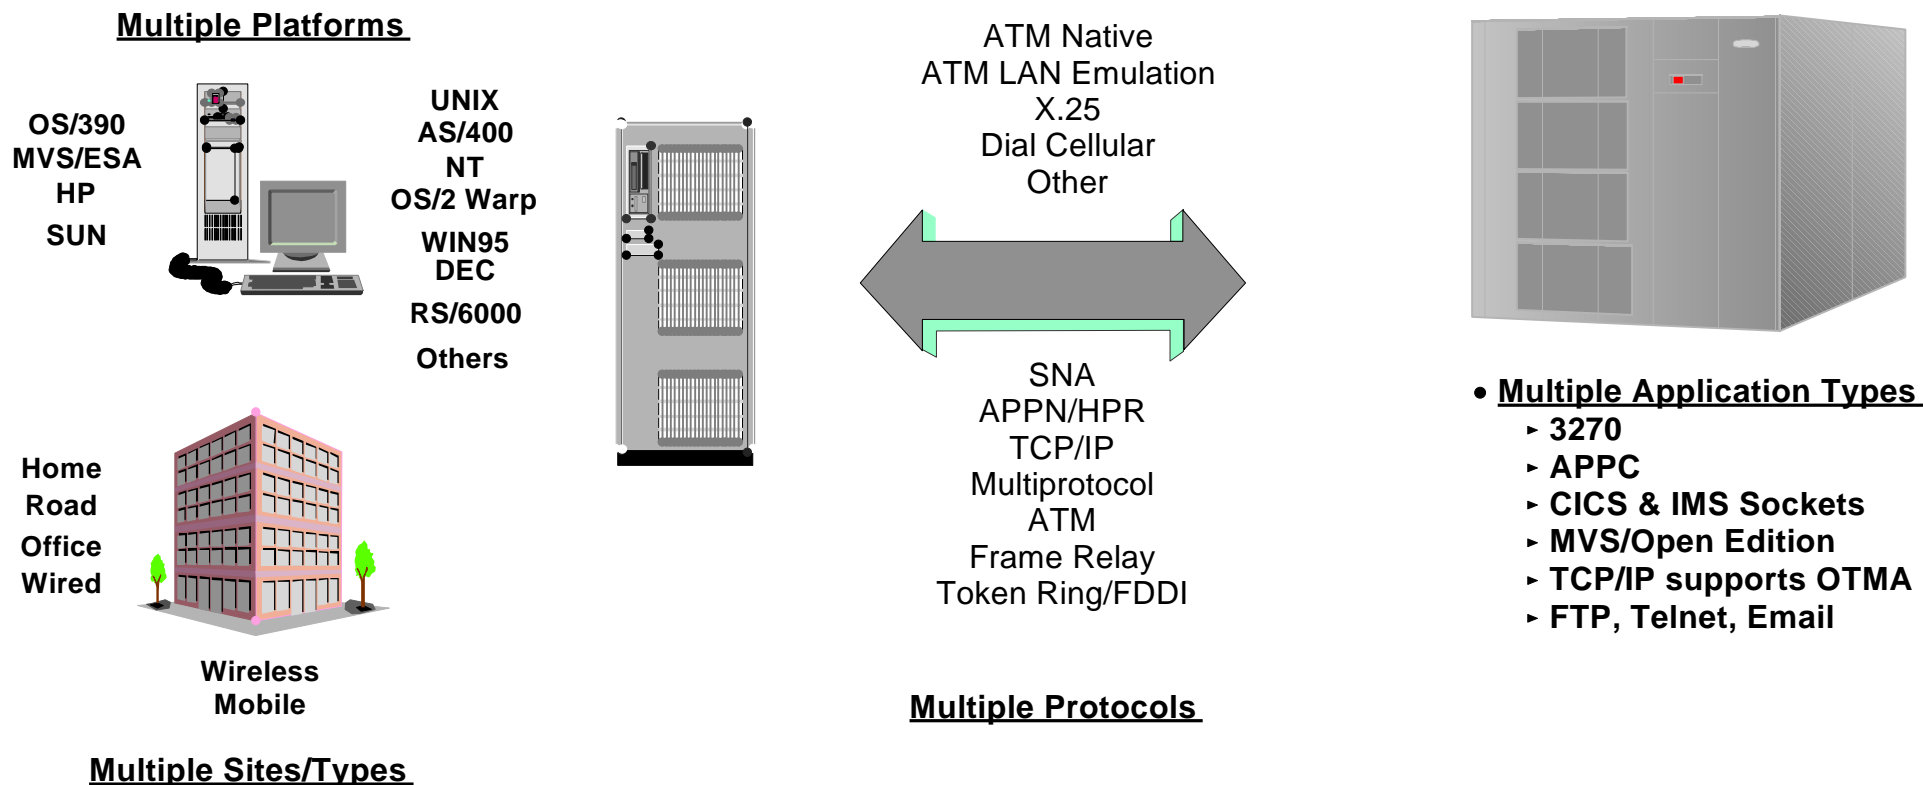 Multiple Platforms
OS/390
MVS/ESA
HP
SUN
UNIX
AS/400
NT
OS/2 Warp
WIN95
DEC
RS/6000
Others
Home
Road
Office
Wired
Wireless
Mobile
Multiple Sites/Types
ATM Native
ATM LAN Emulation
X.25
Dial Cellular
Other
SNA
APPN/HPR
TCP/IP
Multiprotocol
ATM
Frame Relay
Token Ring/FDDI
Multiple Protocols
• Multiple Application Types
► 3270
► APPC
► CICS & IMS Sockets
► MVS/Open Edition
► TCP/IP supports OTMA
► FTP, Telnet, Email